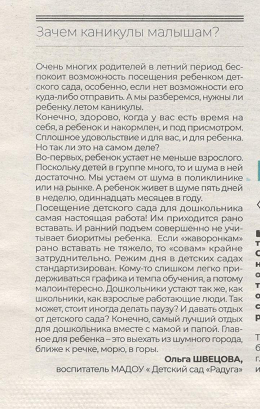 Зачем каникулы малышам?
Очень многих родителей в летний период бес-
покоит возможность посещения ребенком дет-
ского сада, особенно, если нет возможности его
куда-либо отправить. А мы разберемся, нужны ли
ребенку летом каникулы.
Конечно, здорово, когда у вас есть время на
себя, а ребенок и накормлен, и под присмотром.
Сплошное удовольствие и для вас, и для ребенка.
Но так ли это на самом деле?
Во-первых, ребенок устает не меньше взрослого.
Поскольку детей в группе много, то и шума в ней
достаточно. Мы устаем от шума в поликлинике
или на рынке. А ребенок живет в шуме пять дней
в неделю, одиннадцать месяцев в году.
Посещение детского сада для дошкольника
самая настоящая работа! Им приходится рано
вставать. И ранний подъем совершенно не учи-
тывает биоритмы ребенка. Если «жаворонкам»
рано вставать не тяжело, то «совам» крайне
затруднительно. Режим дня в детских садах
стандартизирован. Кому-то слишком легко при-
держиваться графика и темпа обучения, а потому
малоинтересно. Дошкольники устают так же, как
школьники, как взрослые работающие люди. Так
может, стоит иногда делать паузу? И давать отдых
от детского сада? Конечно, самый лучший отдых
для дошкольника вместе с мамой и папой. Глав-
ное для ребенка – это выехать из шумного города,
ближе к речке, морю, в горы.
Ольга ШВЕЦОВА,
воспитатель МАДОУ « Детский сад «Радуга»